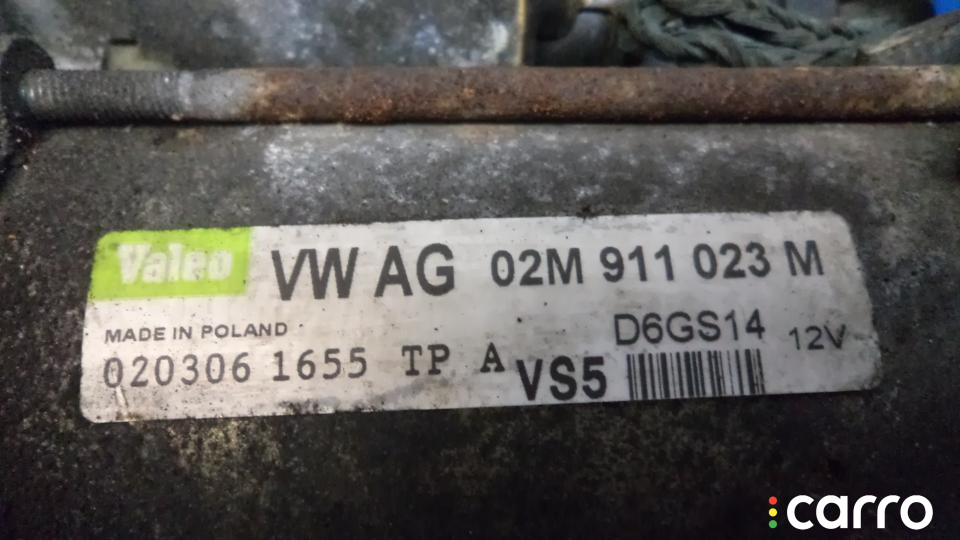 Valeo VW AG 02M 911 023 M
MADE IN POLAND D6GS14 12V
020306 1655 TP A VS5
carro